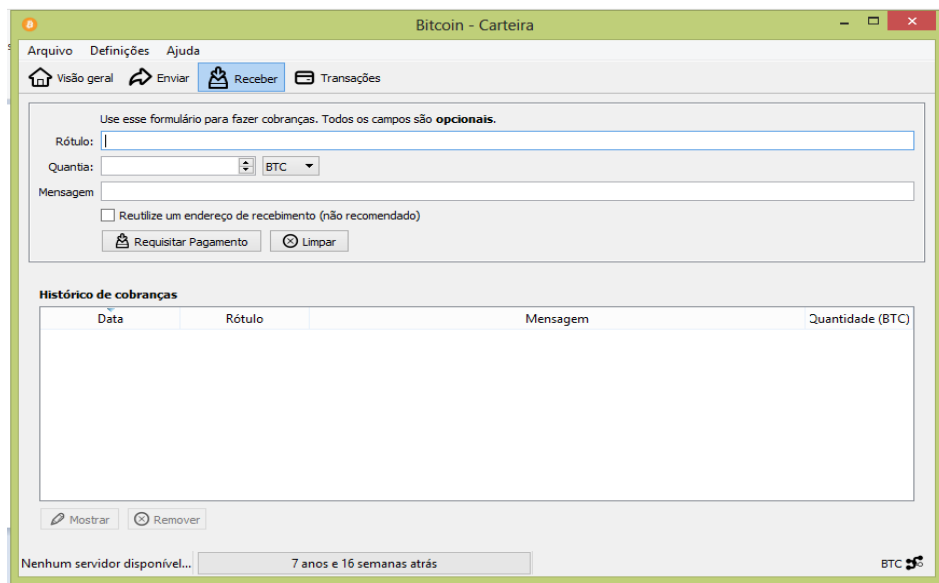 Bitcoin - Carteira
Arquivo Definições Ajuda
Visão geral Enviar Receber Transações
Use esse formulário para fazer cobranças. Todos os campos são opcionais.
Rótulo:
Quantia: BTC
Mensagem
Reutilize um endereço de recebimento (não recomendado)
Requisitar Pagamento Limpar
Histórico de cobranças
Data Rótulo Mensagem Quantidade (BTC)
Mostrar Remover
Nenhum servidor disponível... 7 anos e 16 semanas atrás BTC